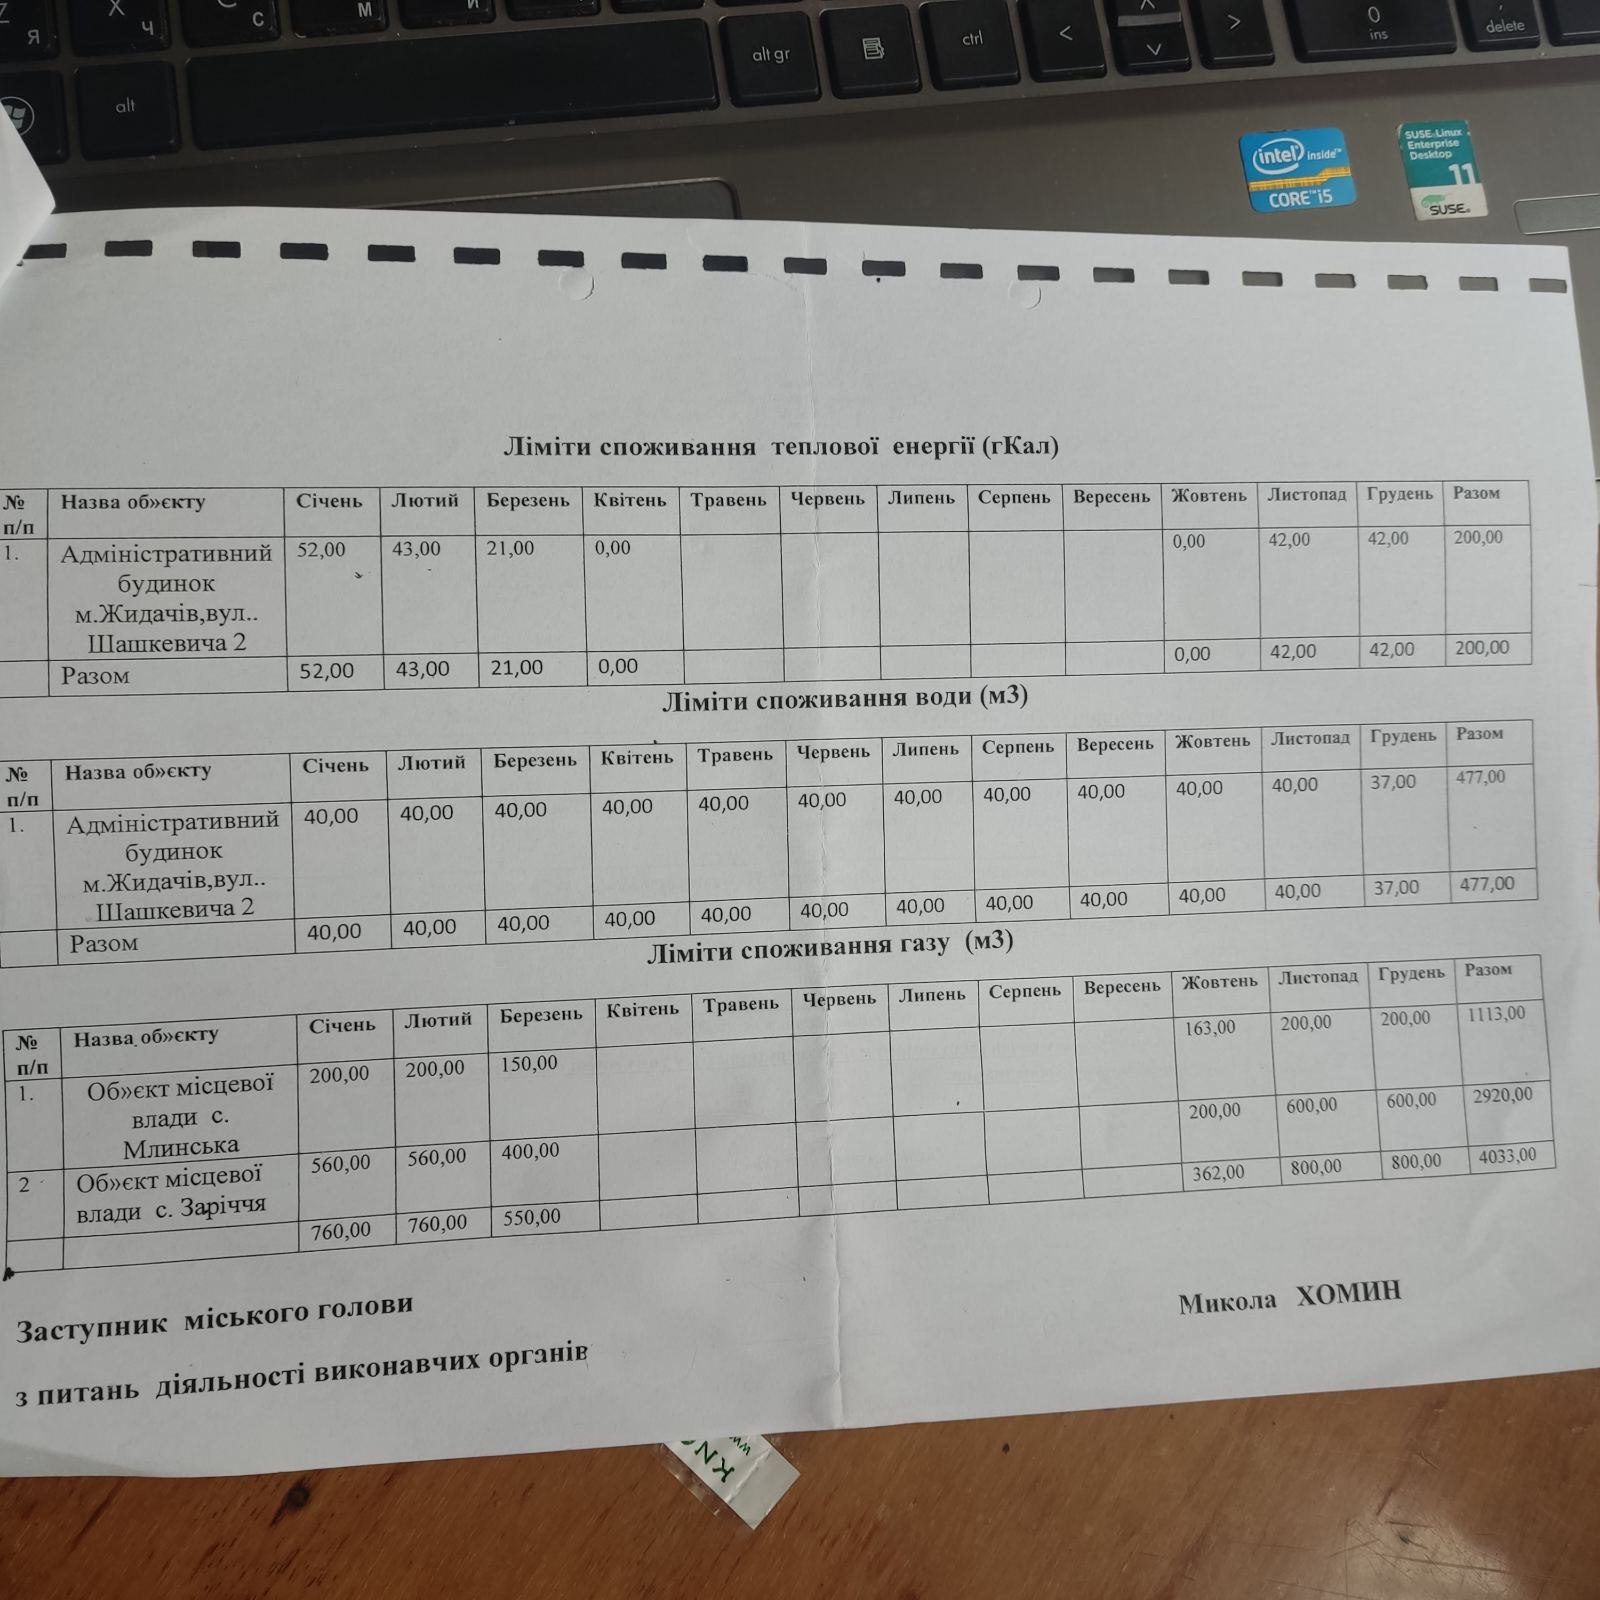 Я
Ч
С
М
И
alt
alt gr
ctrl
<
>
0
ins
delete
intel inside™
CORE™i5
SUSE Linux
Enterprise
Desktop
11
SUSE
Ліміти споживання теплової енергії (гКал)
№ п/п Назва об»єкту Січень Лютий Березень Квітень Травень Червень Липень Серпень Вересень Жовтень Листопад Грудень Разом
1. Адміністративний 52,00 43,00 21,00 0,00 0,00 42,00 42,00 200,00
будинок
м.Жидачів,вул..
Шашкевича 2
Разом 52,00 43,00 21,00 0,00 0,00 42,00 42,00 200,00
Ліміти споживання води (м3)
№ п/п Назва об»єкту Січень Лютий Березень Квітень Травень Червень Липень Серпень Вересень Жовтень Листопад Грудень Разом
1. Адміністративний 40,00 40,00 40,00 40,00 40,00 40,00 40,00 40,00 40,00 40,00 40,00 37,00 477,00
будинок
м.Жидачів,вул..
Шашкевича 2
Разом 40,00 40,00 40,00 40,00 40,00 40,00 40,00 40,00 40,00 40,00 40,00 37,00 477,00
Ліміти споживання газу (м3)
№ п/п Назва об»єкту Січень Лютий Березень Квітень Травень Червень Липень Серпень Вересень Жовтень Листопад Грудень Разом
1. Об»єкт місцевої 200,00 200,00 150,00 163,00 200,00 200,00 1113,00
влади с.
Млинська
2 Об»єкт місцевої 560,00 560,00 400,00 200,00 600,00 600,00 2920,00
влади с. Заріччя
760,00 760,00 550,00 362,00 800,00 800,00 4033,00
Заступник міського голови
з питань діяльності виконавчих органів
Микола ХОМИН